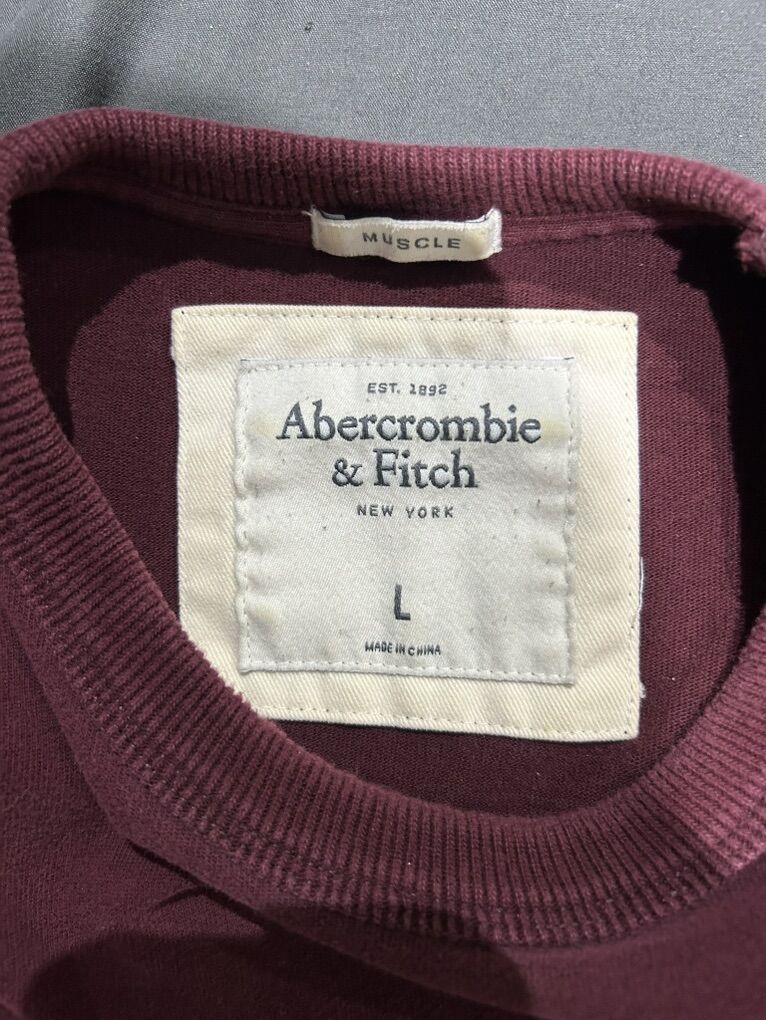 MUSCLE
EST. 1892
Abercrombie
& Fitch
NEW YORK
L
MADE IN CHINA